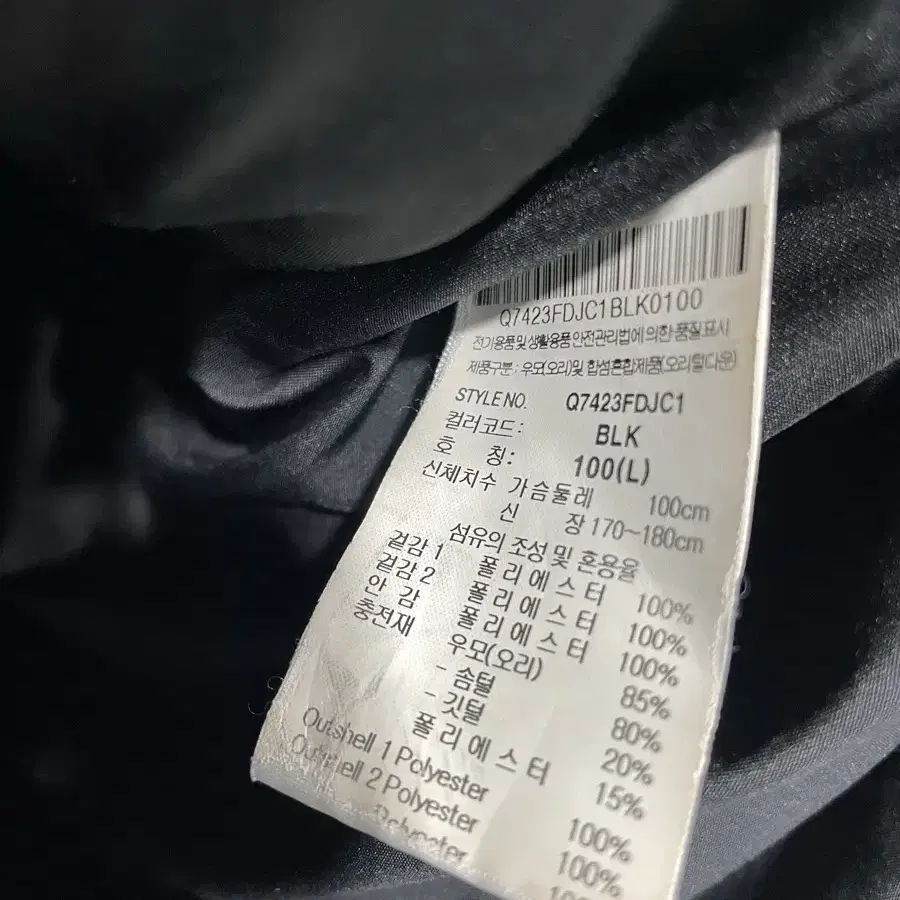 Q7423FDJC1BLK0100
전기용품 및 생활용품 안전관리법에 의한 품질표시
제품구분 : 우모(오리) 및 합섬혼합제품(오리털다운)
STYLE NO. Q7423FDJC1
컬러코드: BLK
호 칭: 100(L)
신체치수 가슴둘레 100cm
신 장 170~180cm
섬유의 조성 및 혼용율
겉감 1 폴리에스터 100%
겉감 2 폴리에스터 100%
안 감 폴리에스터 100%
충전재 우모(오리) 85%
- 솜털 80%
- 깃털 20%
폴리에스터 15%
Outshell 1 Polyester 100%
Outshell 2 Polyester 100%
Polyester 100%